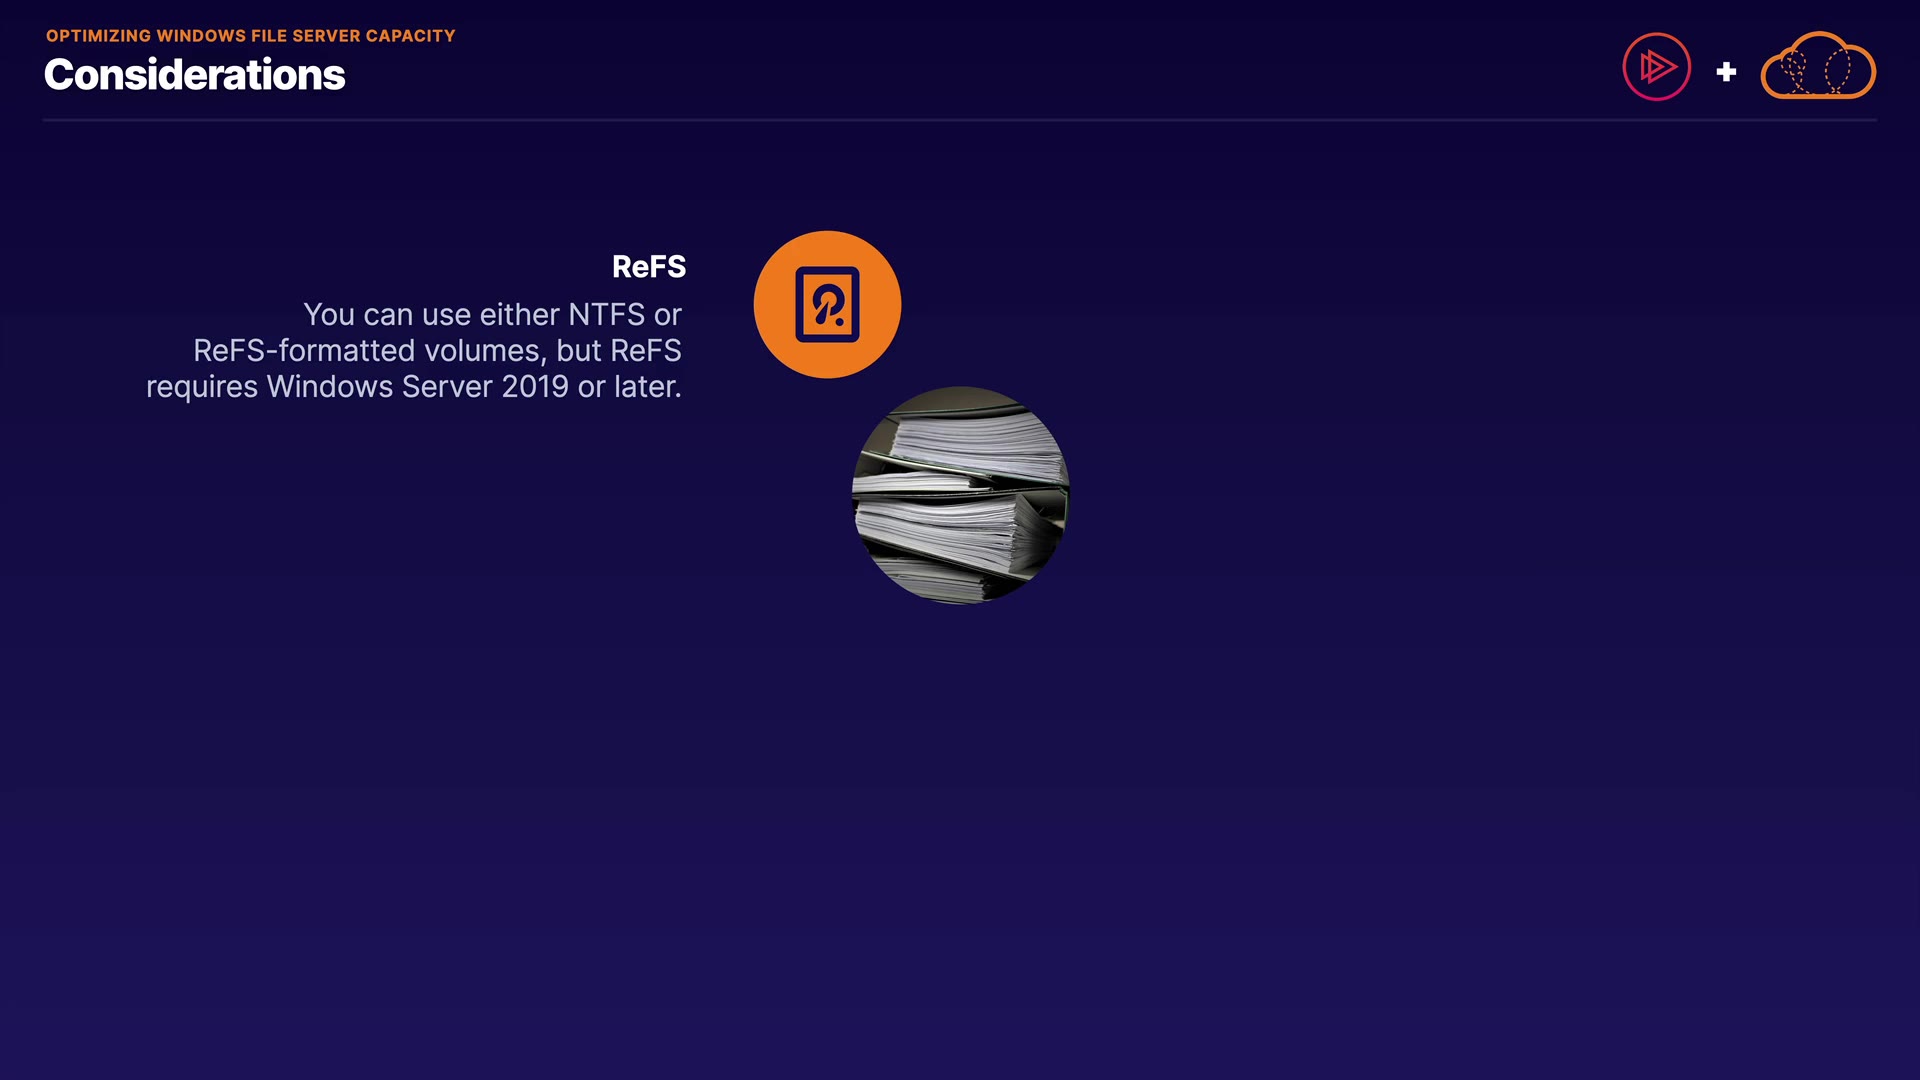 OPTIMIZING WINDOWS FILE SERVER CAPACITY
Considerations
ReFS
You can use either NTFS or
ReFS-formatted volumes, but ReFS
requires Windows Server 2019 or later.